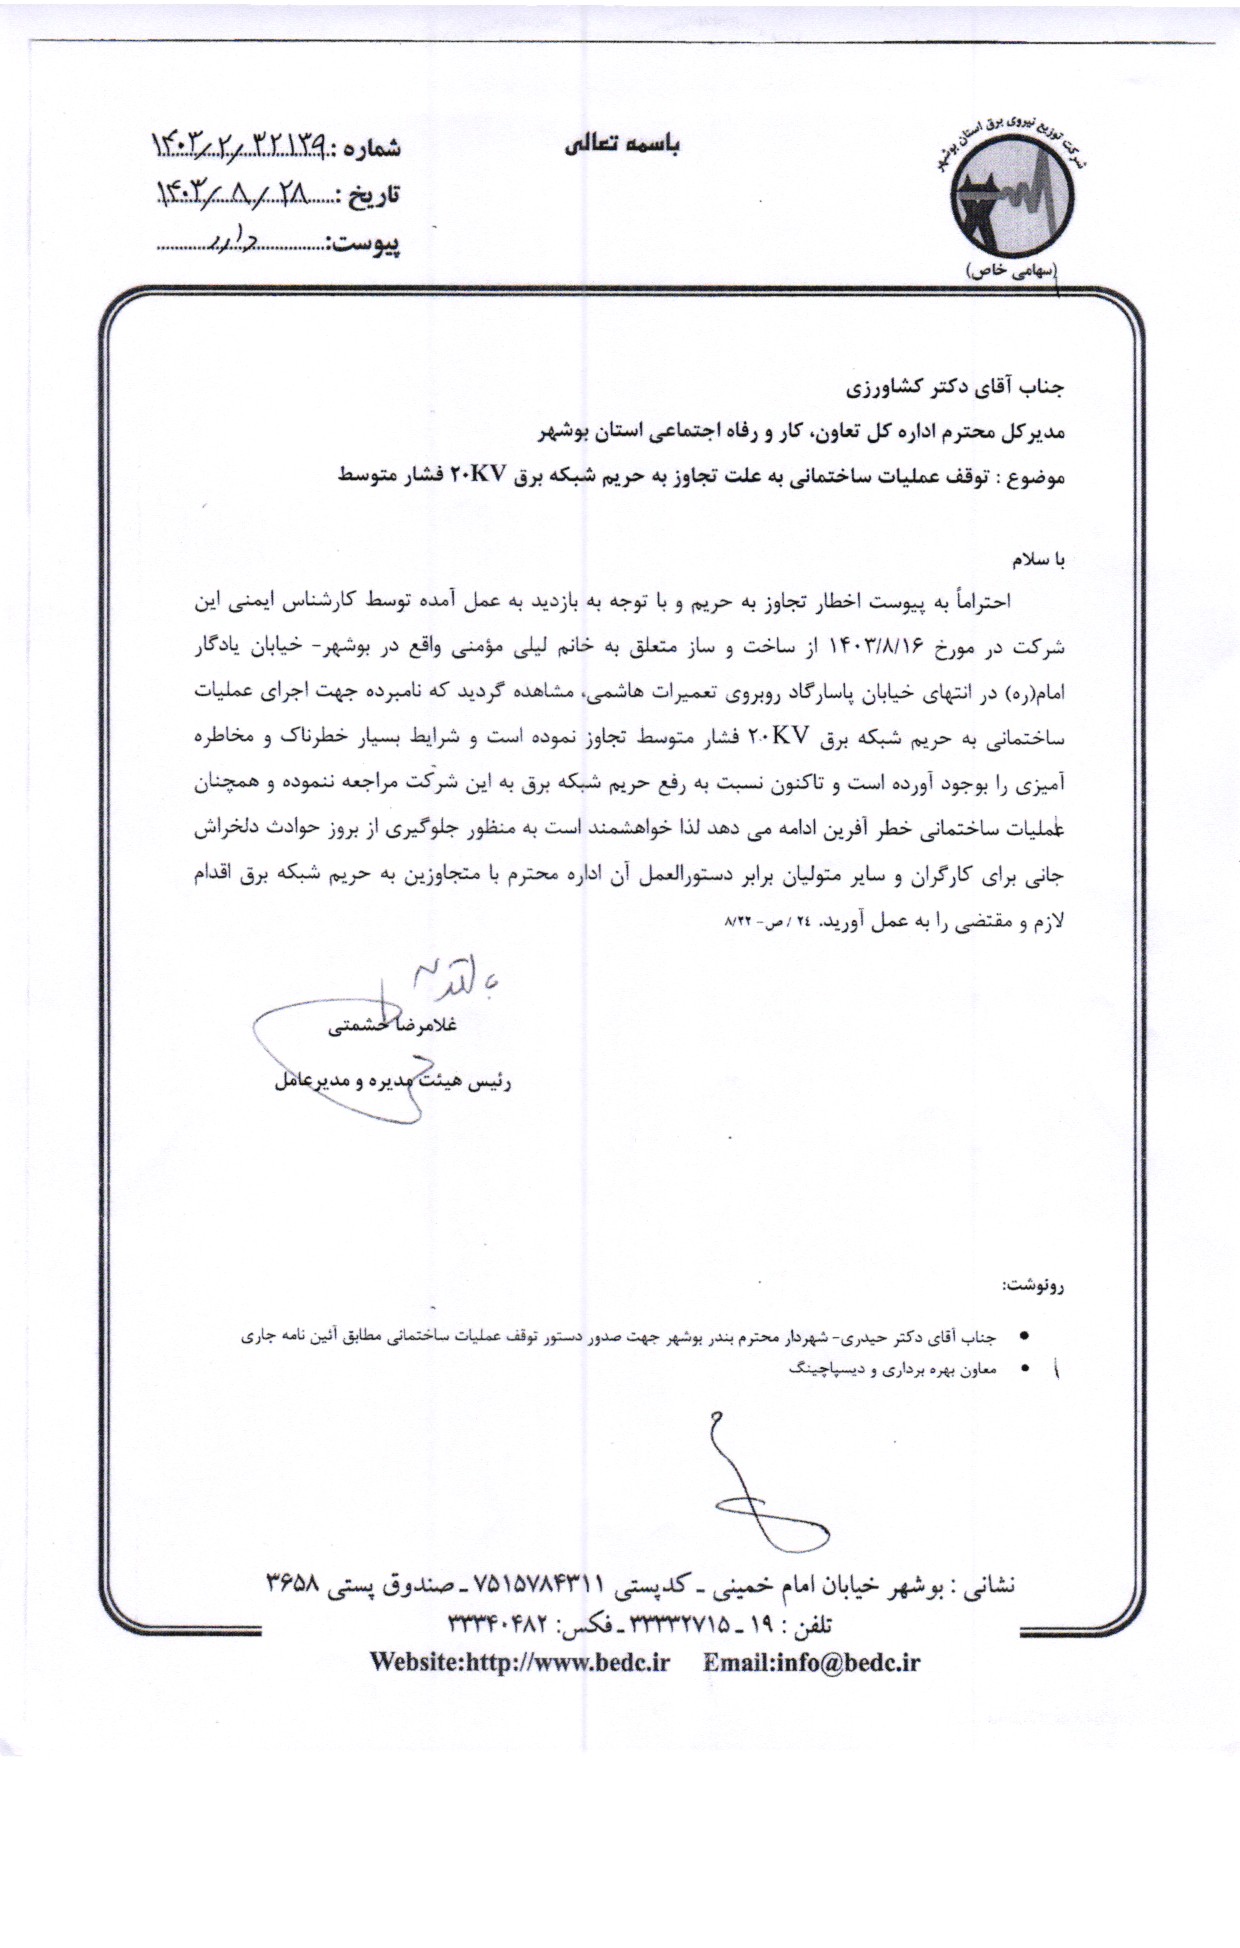 باسمه تعالی
شرکت توزیع نیروی برق استان بوشهر
(سهامی خاص)
شماره : ۱۴۰۳/۲/۳۲۱۳۹
تاریخ : ۱۴۰۳/۸/۲۸
پیوست: دارد
جناب آقای دکتر کشاورزی
مدیرکل محترم اداره کل تعاون، کار و رفاه اجتماعی استان بوشهر
موضوع : توقف عملیات ساختمانی به علت تجاوز به حریم شبکه برق ۲۰KV فشار متوسط
با سلام
احتراماً به پیوست اخطار تجاوز به حریم و با توجه به بازدید به عمل آمده توسط کارشناس ایمنی این
شرکت در مورخ ۱۴۰۳/۸/۱۶ از ساخت و ساز متعلق به خانم لیلی مؤمنی واقع در بوشهر- خیابان یادگار
امام(ره) در انتهای خیابان پاسارگاد روبروی تعمیرات هاشمی، مشاهده گردید که نامبرده جهت اجرای عملیات
ساختمانی به حریم شبکه برق ۲۰KV فشار متوسط تجاوز نموده است و شرایط بسیار خطرناک و مخاطره
آمیزی را بوجود آورده است و تاکنون نسبت به رفع حریم شبکه برق به این شرکت مراجعه ننموده و همچنان
عملیات ساختمانی خطر آفرین ادامه می دهد لذا خواهشمند است به منظور جلوگیری از بروز حوادث دلخراش
جانی برای کارگران و سایر متولیان برابر دستورالعمل آن اداره محترم با متجاوزین به حریم شبکه برق اقدام
لازم و مقتضی را به عمل آورید. ۲۴ / ص- ۸/۲۲
غلامرضا حشمتی
رئیس هیئت مدیره و مدیرعامل
رونوشت:
• جناب آقای دکتر حیدری- شهردار محترم بندر بوشهر جهت صدور دستور توقف عملیات ساختمانی مطابق آئین نامه جاری
• معاون بهره برداری و دیسپاچینگ
نشانی : بوشهر خیابان امام خمینی ـ کدپستی ۷۵۱۵۷۸۴۳۱۱ ـ صندوق پستی ۳۶۵۸
تلفن : ۱۹ ـ ۳۳۳۳۲۷۱۵ ـ فکس: ۳۳۳۴۰۴۸۲
Website:http://www.bedc.ir Email:info@bedc.ir